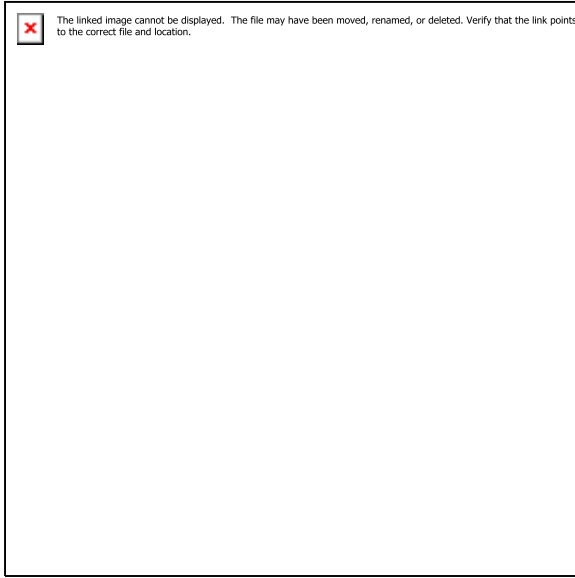 The linked image cannot be displayed.  The file may have been moved, renamed, or deleted. Verify that the link points
to the correct file and location.